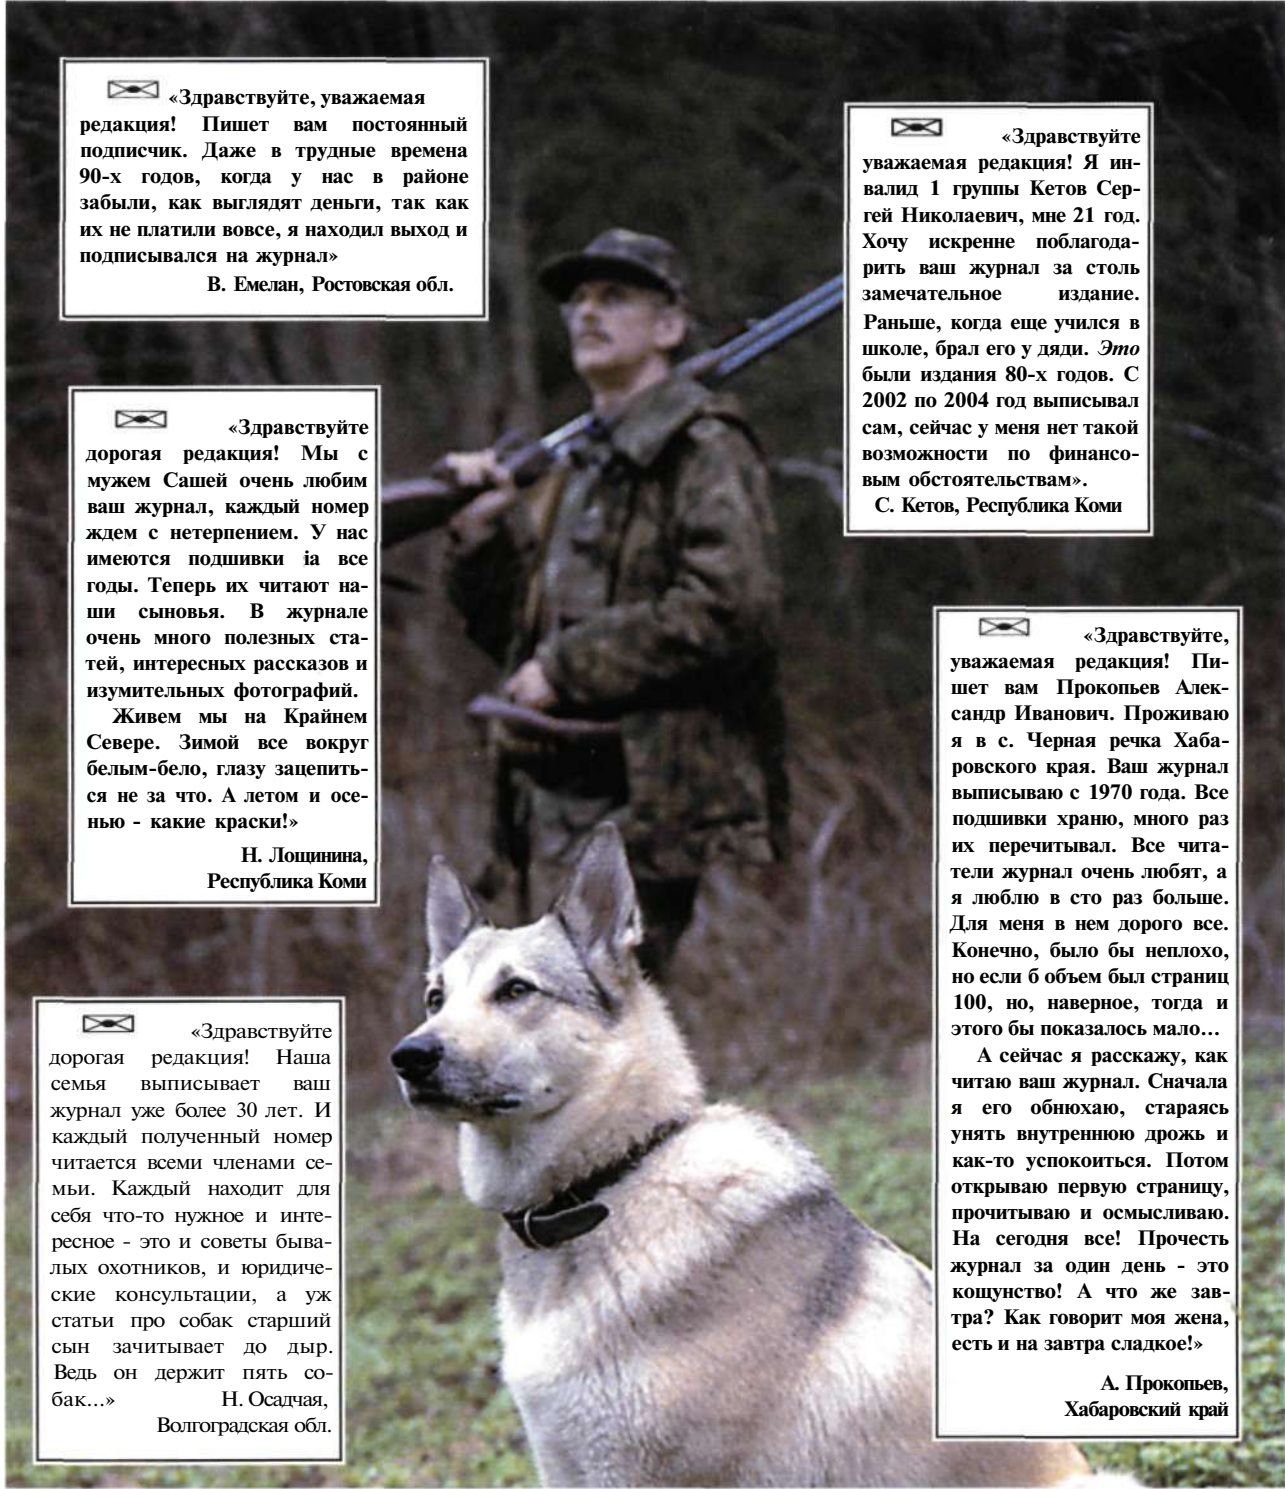 «Здравствуйте, уважаемая
редакция! Пишет вам постоянный
подписчик. Даже в трудные времена
90-х годов, когда у нас в районе
забыли, как выглядят деньги, так как
их не платили вовсе, я находил выход и
подписывался на журнал»
В. Емелан, Ростовская обл.
«Здравствуйте
уважаемая редакция! Я ин-
валид 1 группы Кетов Сер-
гей Николаевич, мне 21 год.
Хочу искренне поблагода-
рить ваш журнал за столь
замечательное издание.
Раньше, когда еще учился в
школе, брал его у дяди. Это
были издания 80-х годов. С
2002 по 2004 год выписывал
сам, сейчас у меня нет такой
возможности по финансо-
вым обстоятельствам».
С. Кетов, Республика Коми
«Здравствуйте
дорогая редакция! Мы с
мужем Сашей очень любим
ваш журнал, каждый номер
ждем с нетерпением. У нас
имеются подшивки ia все
годы. Теперь их читают на-
ши сыновья. В журнале
очень много полезных ста-
тей, интересных рассказов и
изумительных фотографий.
Живем мы на Крайнем
Севере. Зимой все вокруг
белым-бело, глазу зацепить-
ся не за что. А летом и осе-
нью - какие краски!»
Н. Лощинина,
Республика Коми
«Здравствуйте,
уважаемая редакция! Пи-
шет вам Прокопьев Алек-
сандр Иванович. Проживаю
я в с. Черная речка Хаба-
ровского края. Ваш журнал
выписываю с 1970 года. Все
подшивки храню, много раз
их перечитывал. Все чита-
тели журнал очень любят, а
я люблю в сто раз больше.
Для меня в нем дорого все.
Конечно, было бы неплохо,
но если б объем был страниц
100, но, наверное, тогда и
этого бы показалось мало...
А сейчас я расскажу, как
читаю ваш журнал. Сначала
я его обнюхаю, стараясь
унять внутреннюю дрожь и
как-то успокоиться. Потом
открываю первую страницу,
прочитываю и осмысливаю.
На сегодня все! Прочесть
журнал за один день - это
кощунство! А что же зав-
тра? Как говорит моя жена,
есть и на завтра сладкое!»
А. Прокопьев,
Хабаровский край
«Здравствуйте
дорогая редакция! Наша
семья выписывает ваш
журнал уже более 30 лет. И
каждый полученный номер
читается всеми членами се-
мьи. Каждый находит для
себя что-то нужное и инте-
ресное - это и советы быва-
лых охотников, и юридиче-
ские консультации, а уж
статьи про собак старший
сын зачитывает до дыр.
Ведь он держит пять со-
бак...» Н. Осадчая,
Волгоградская обл.